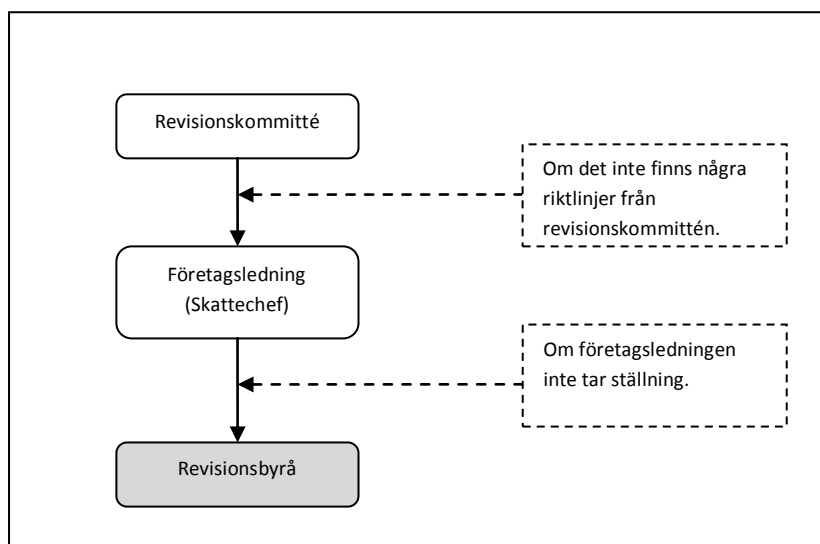 Revisionskommitté
Om det inte finns några
riktlinjer från
revisionskommittén.
Företagsledning
(Skattechef)
Om företagsledningen
inte tar ställning.
Revisionsbyrå